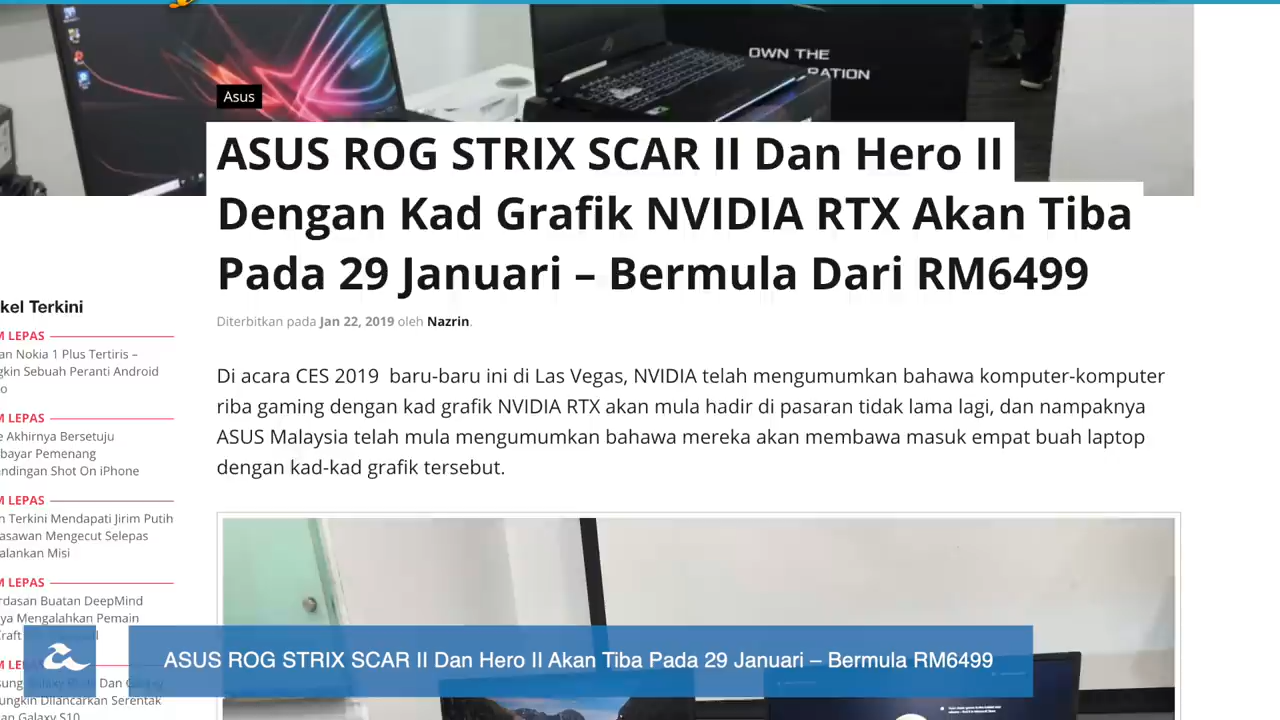 OWN THE
Asus
ASUS ROG STRIX SCAR II Dan Hero II
Dengan Kad Grafik NVIDIA RTX Akan Tiba
Pada 29 Januari – Bermula Dari RM6499
Diterbitkan pada Jan 22, 2019 oleh Nazrin.
Di acara CES 2019 baru-baru ini di Las Vegas, NVIDIA telah mengumumkan bahawa komputer-komputer
riba gaming dengan kad grafik NVIDIA RTX akan mula hadir di pasaran tidak lama lagi, dan nampaknya
ASUS Malaysia telah mula mengumumkan bahawa mereka akan membawa masuk empat buah laptop
dengan kad-kad grafik tersebut.
kel Terkini
M LEPAS
an Nokia 1 Plus Tertiris –
gkin Sebuah Peranti Android
o
M LEPAS
e Akhirnya Bersetuju
bayar Pemenang
andingan Shot On iPhone
M LEPAS
n Terkini Mendapati Jirim Putih
asawan Mengecut Selepas
alankan Misi
M LEPAS
rdasan Buatan DeepMind
ya Mengalahkan Pemain
Craft
ungkin Dilancarkan Serentak
an Galaxy S10
ASUS ROG STRIX SCAR II Dan Hero II Akan Tiba Pada 29 Januari – Bermula RM6499